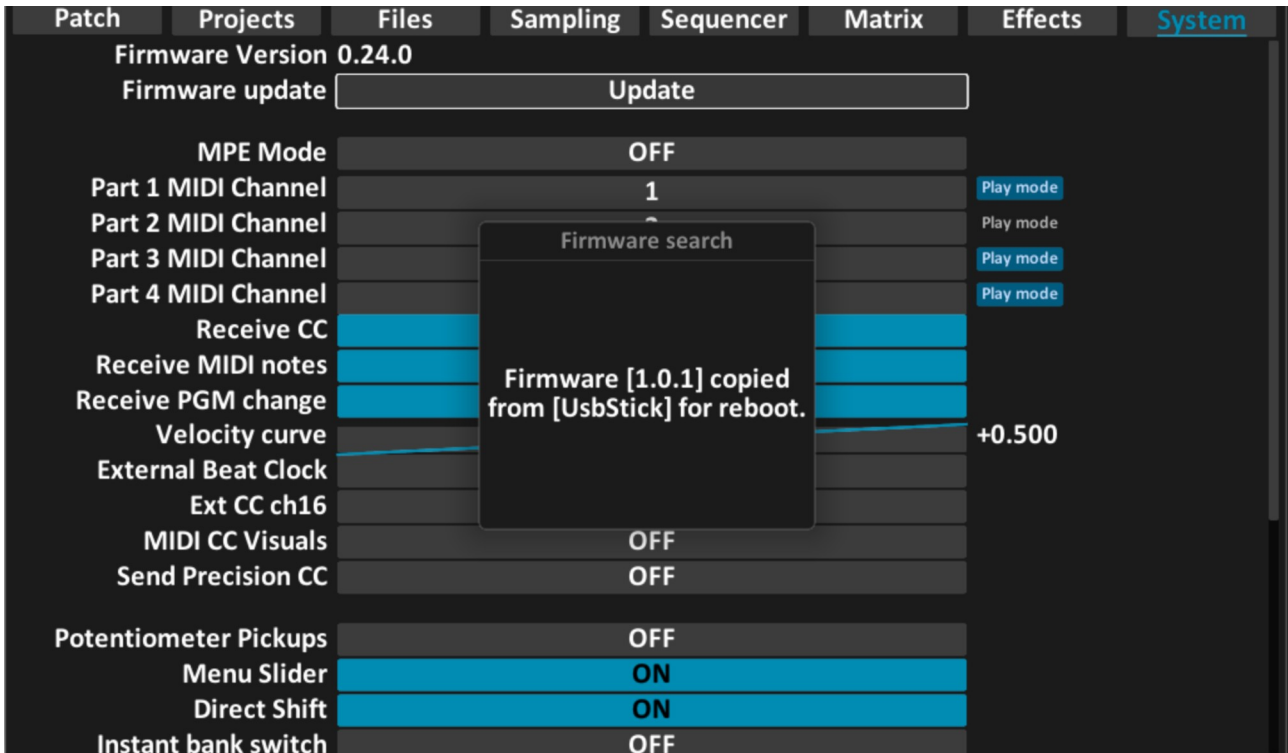 Patch Projects Files Sampling Sequencer Matrix Effects System
Firmware Version 0.24.0
Firmware update Update
MPE Mode OFF
Part 1 MIDI Channel 1 Play mode
Part 2 MIDI Channel Play mode
Part 3 MIDI Channel Play mode
Part 4 MIDI Channel Play mode
Receive CC
Receive MIDI notes
Receive PGM change
Velocity curve +0.500
External Beat Clock
Ext CC ch16
MIDI CC Visuals OFF
Send Precision CC OFF
Potentiometer Pickups OFF
Menu Slider ON
Direct Shift ON
Instant bank switch OFF
Firmware search
Firmware [1.0.1] copied
from [UsbStick] for reboot.